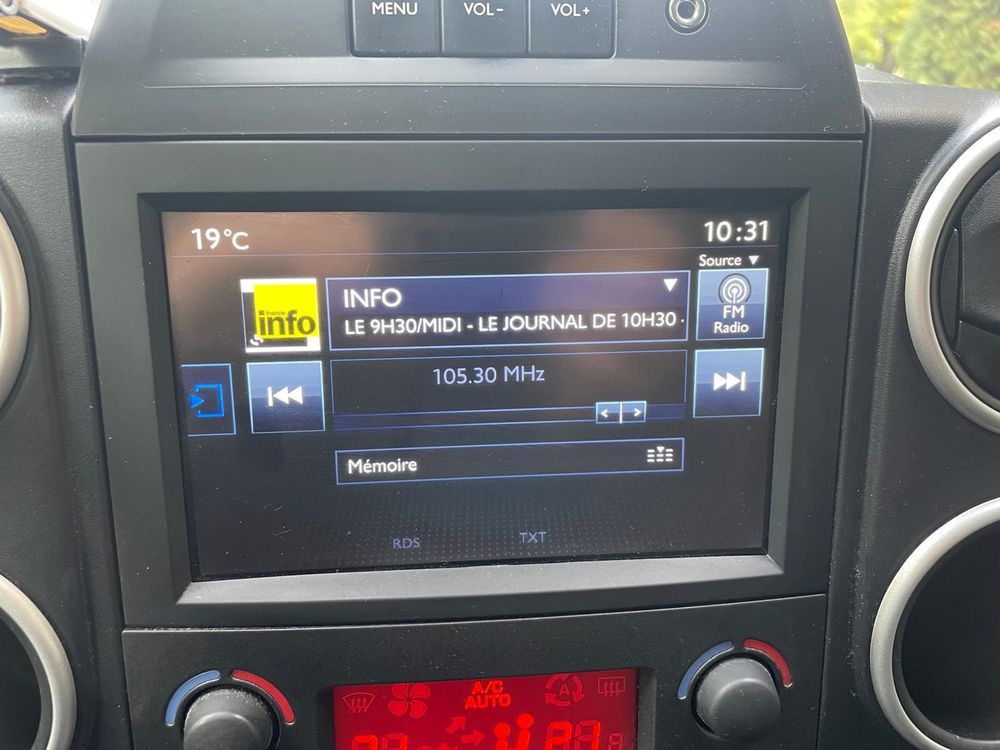 MENU VOL- VOL+
19°C 10:31
Source ▼
france
info
INFO
LE 9H30/MIDI - LE JOURNAL DE 10H30 ·
FM
Radio
105.30 MHz
Mémoire
RDS TXT
A/C
AUTO
A